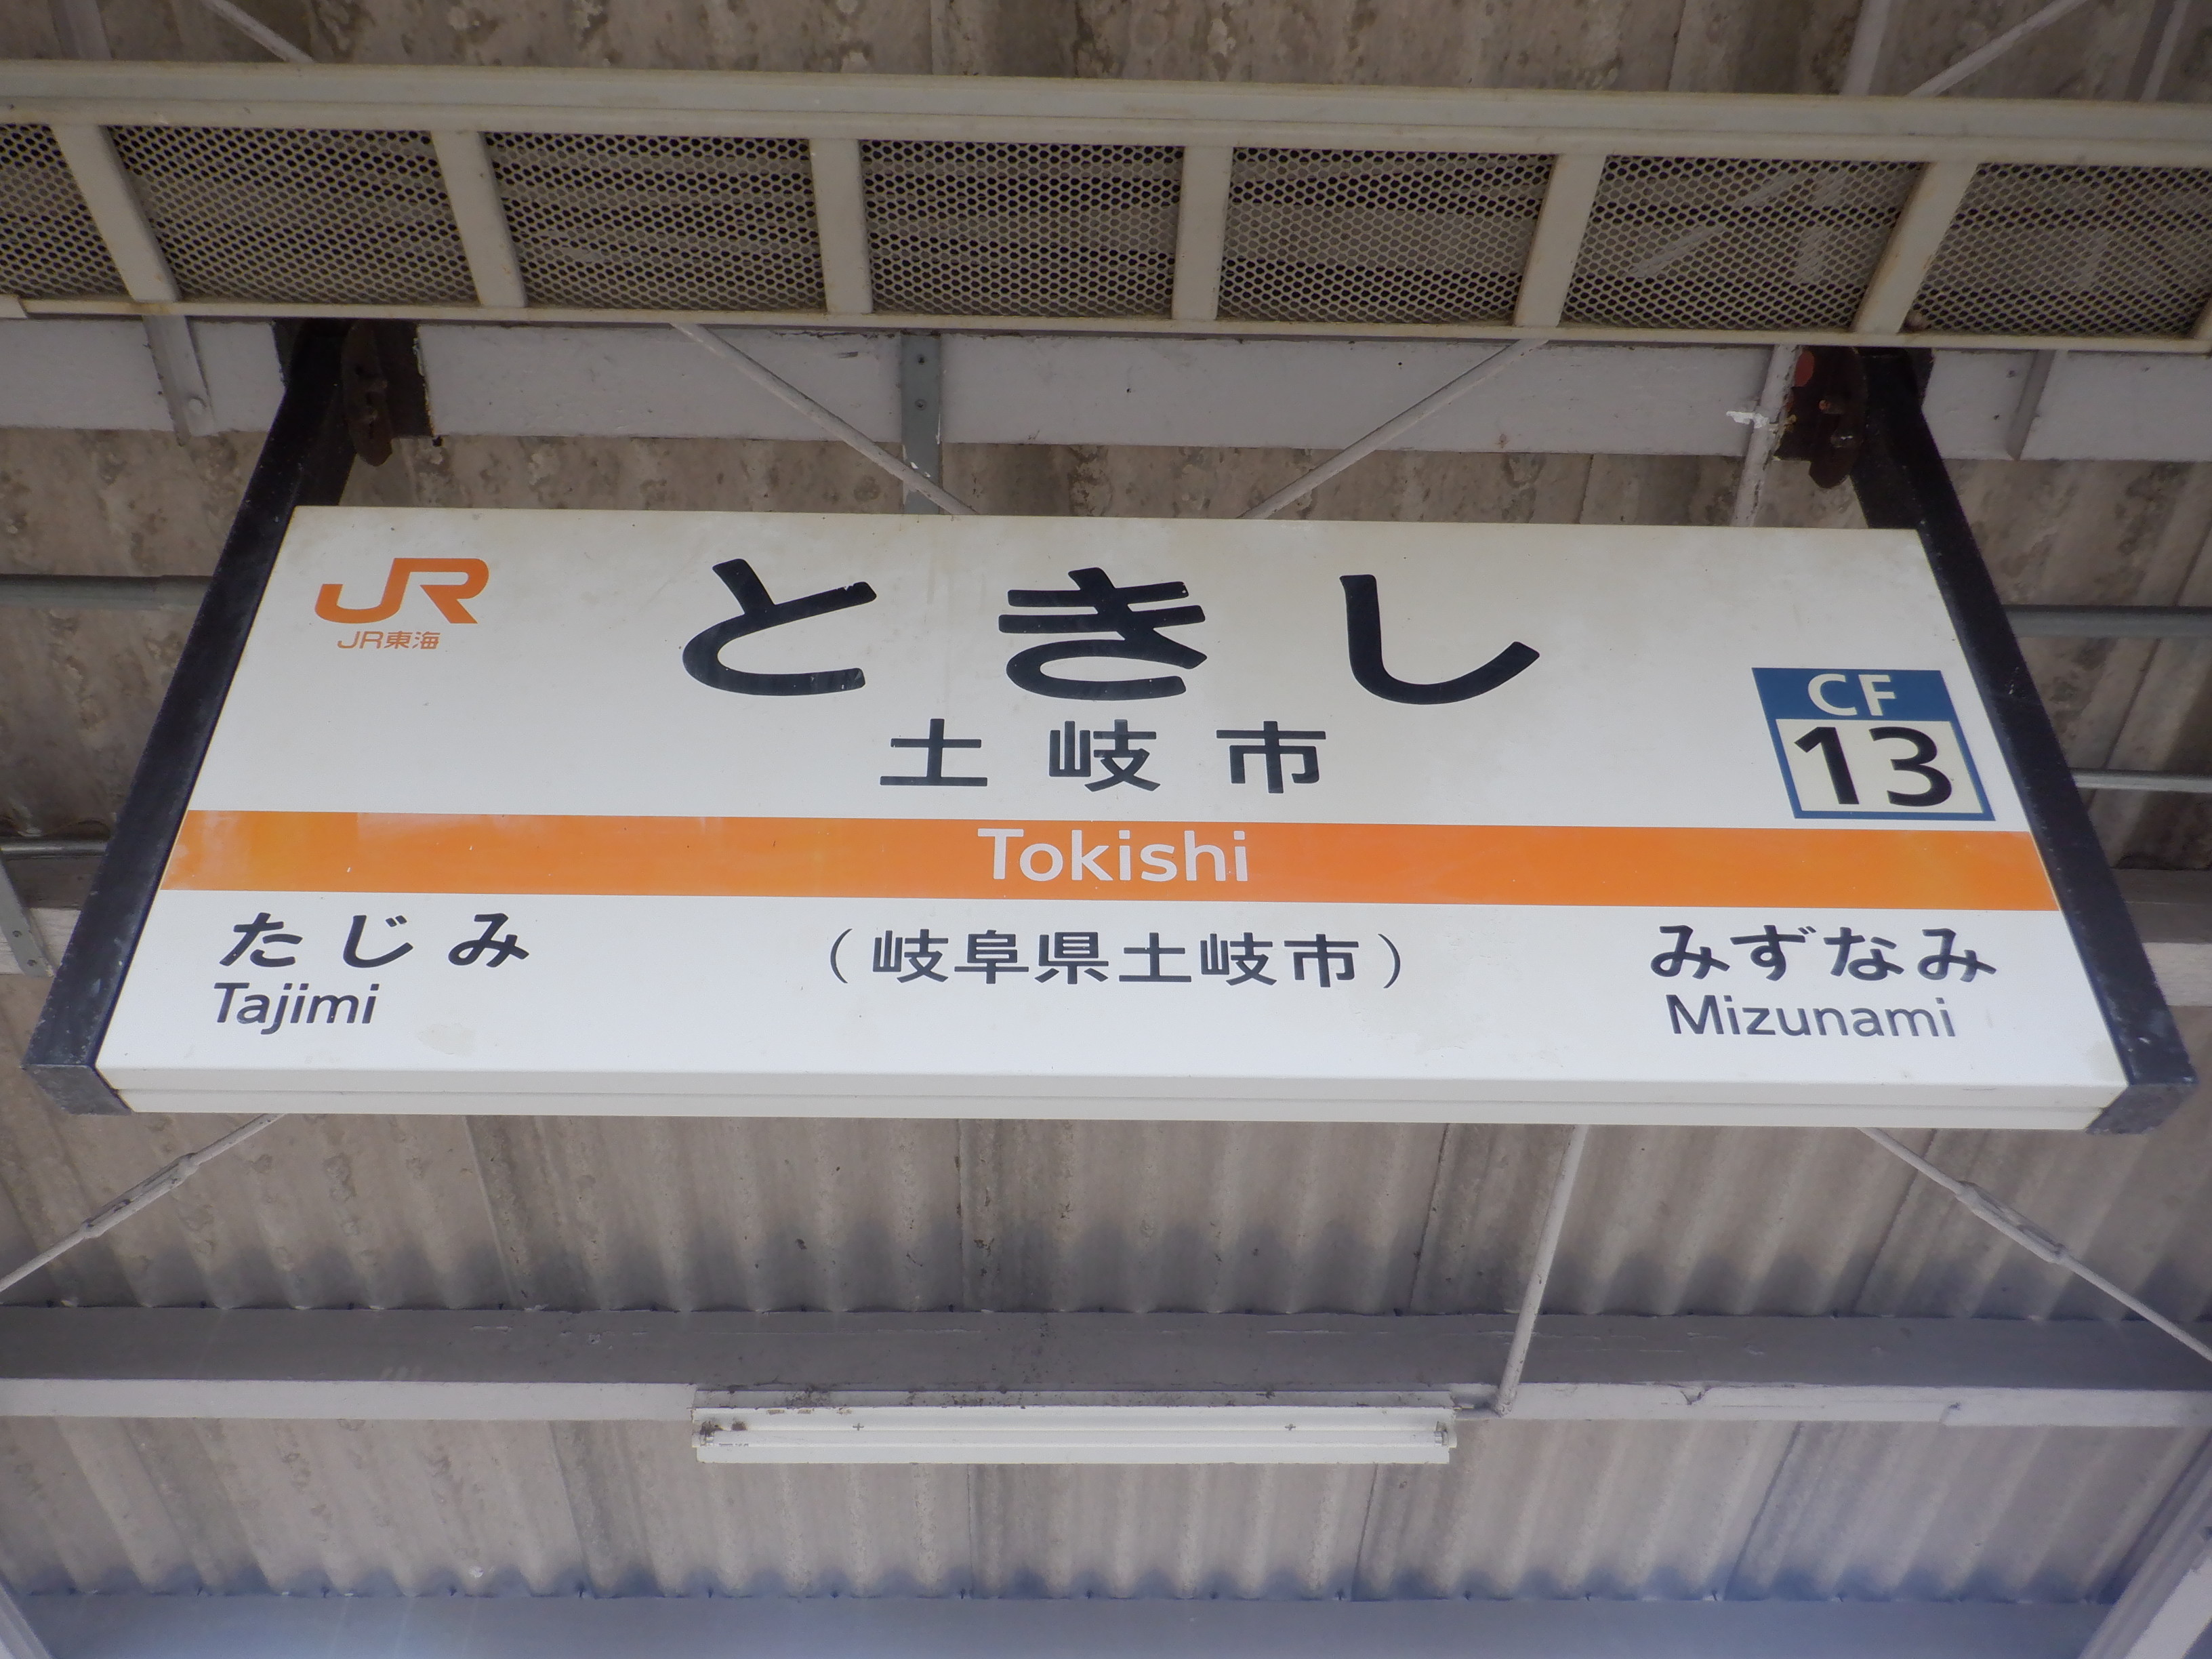 JR
JR東海
ときし
土岐市
CF
13
Tokishi
たじみ
Tajimi
（岐阜県土岐市）
みずなみ
Mizunami